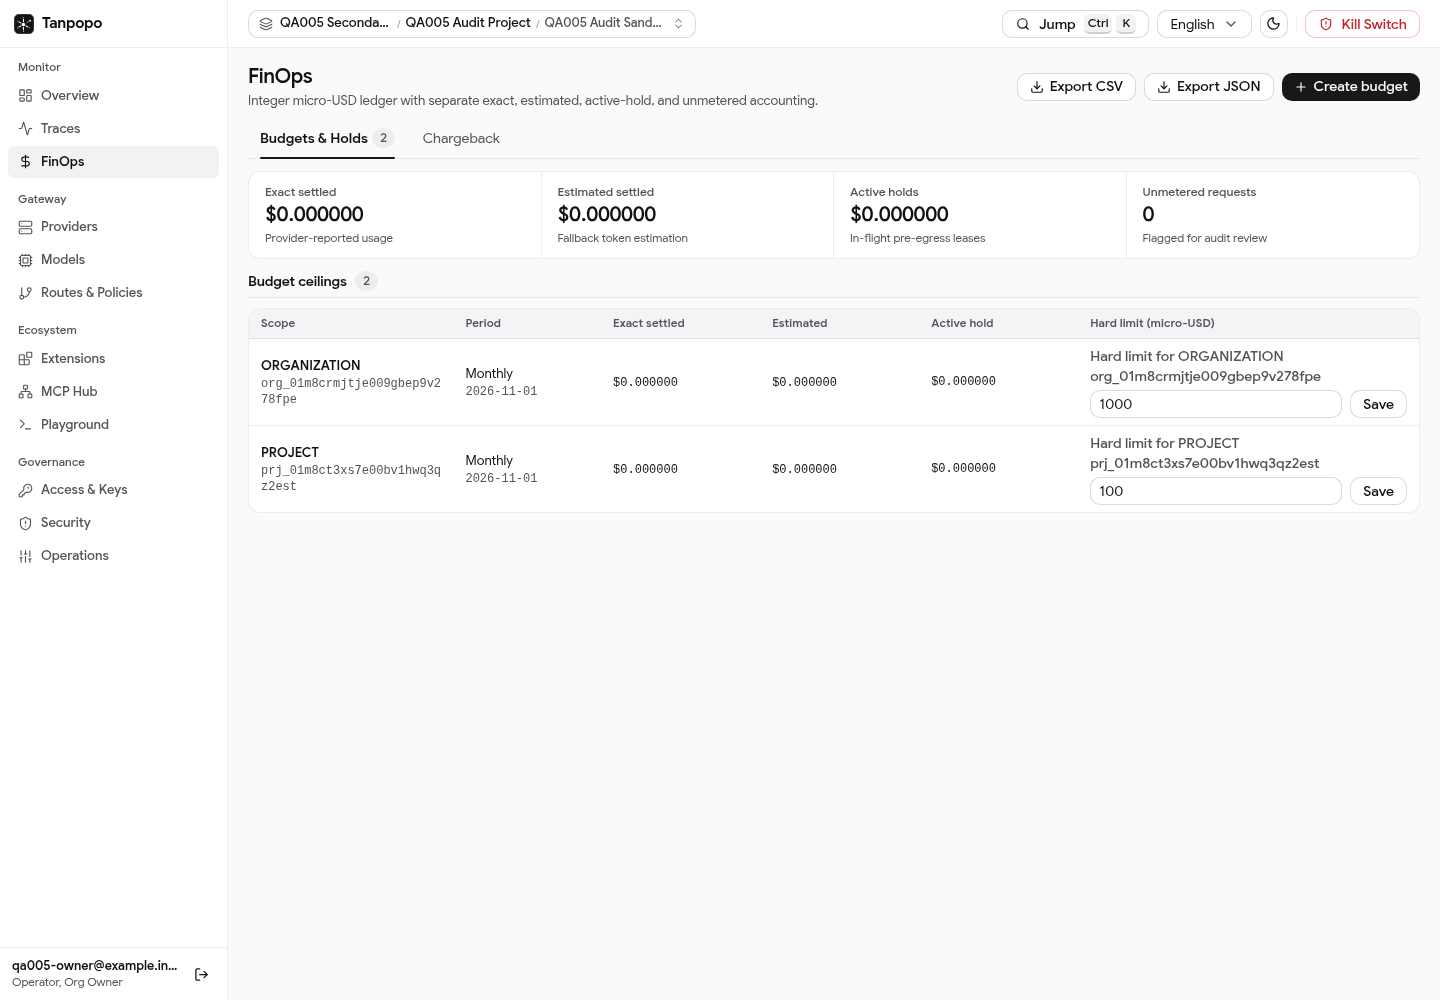 Tanpopo
QA005 Seconda... / QA005 Audit Project / QA005 Audit Sand...
Jump Ctrl K
English
Kill Switch
Monitor
Overview
Traces
FinOps
Gateway
Providers
Models
Routes & Policies
Ecosystem
Extensions
MCP Hub
Playground
Governance
Access & Keys
Security
Operations
qa005-owner@example.in...
Operator, Org Owner
FinOps
Integer micro-USD ledger with separate exact, estimated, active-hold, and unmetered accounting.
Export CSV
Export JSON
Create budget
Budgets & Holds 2
Chargeback
Exact settled
$0.000000
Provider-reported usage
Estimated settled
$0.000000
Fallback token estimation
Active holds
$0.000000
In-flight pre-egress leases
Unmetered requests
0
Flagged for audit review
Budget ceilings 2
Scope Period Exact settled Estimated Active hold Hard limit (micro-USD)
ORGANIZATION
org_01m8crmjtje009gbep9v2
78fpe
Monthly
2026-11-01
$0.000000
$0.000000
$0.000000
Hard limit for ORGANIZATION
org_01m8crmjtje009gbep9v278fpe
1000
Save
PROJECT
prj_01m8ct3xs7e00bv1hwq3q
z2est
Monthly
2026-11-01
$0.000000
$0.000000
$0.000000
Hard limit for PROJECT
prj_01m8ct3xs7e00bv1hwq3qz2est
100
Save